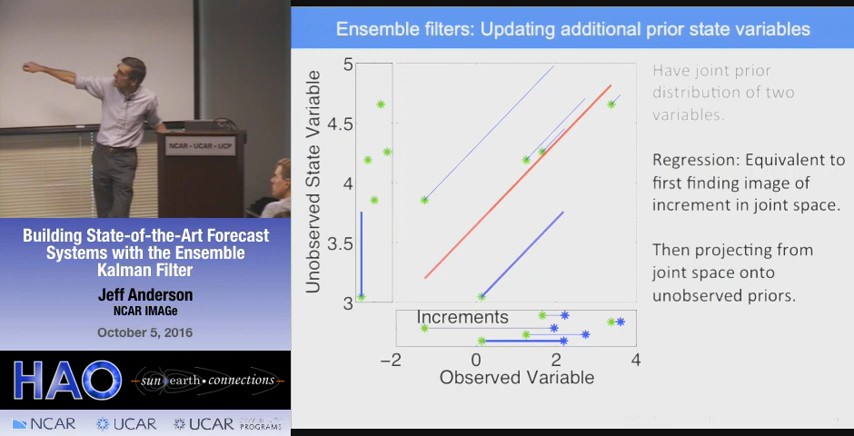 NCAR • UCAR • UCP
Building State-of-the-Art Forecast
Systems with the Ensemble
Kalman Filter
Jeff Anderson
NCAR IMAGe
October 5, 2016
HAO
sun•earth•connections
NCAR
UCAR
UCAR
PROGRAMS
Ensemble filters: Updating additional prior state variables
Unobserved State Variable
5
4.5
4
3.5
3
Increments
−2
0
2
4
Observed Variable
Have joint prior
distribution of two
variables.
Regression: Equivalent to
first finding image of
increment in joint space.
Then projecting from
joint space onto
unobserved priors.